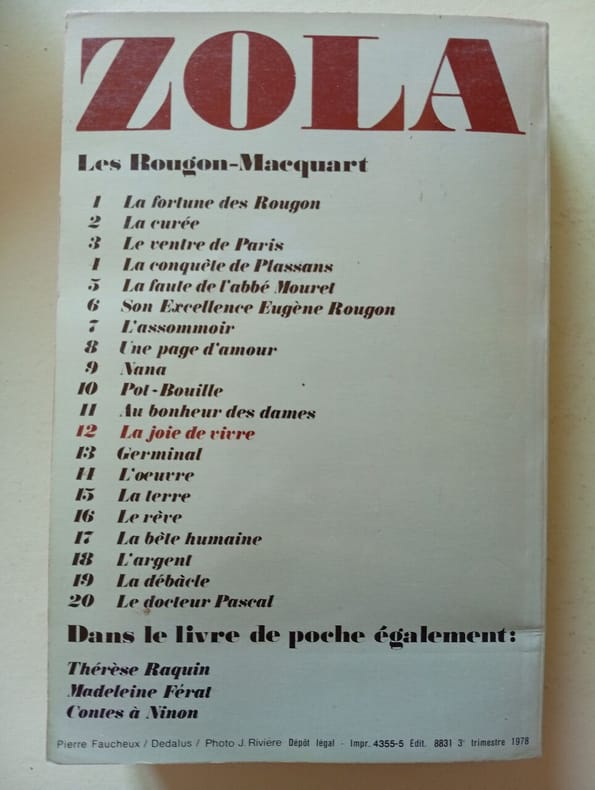 ZOLA
Les Rougon-Macquart
1 La fortune des Rougon
2 La curée
3 Le ventre de Paris
4 La conquête de Plassans
5 La faute de l'abbé Mouret
6 Son Excellence Eugène Rougon
7 L'assommoir
8 Une page d'amour
9 Nana
10 Pot-Bouille
11 Au bonheur des dames
12 La joie de vivre
13 Germinal
14 L'oeuvre
15 La terre
16 Le rêve
17 La bête humaine
18 L'argent
19 La débâcle
20 Le docteur Pascal
Dans le livre de poche également:
Thérèse Raquin
Madeleine Férat
Contes à Ninon
Pierre Faucheux / Dedalus / Photo J. Rivière Dépôt légal - Impr. 4355-5 Édit. 8831 3e trimestre 1978